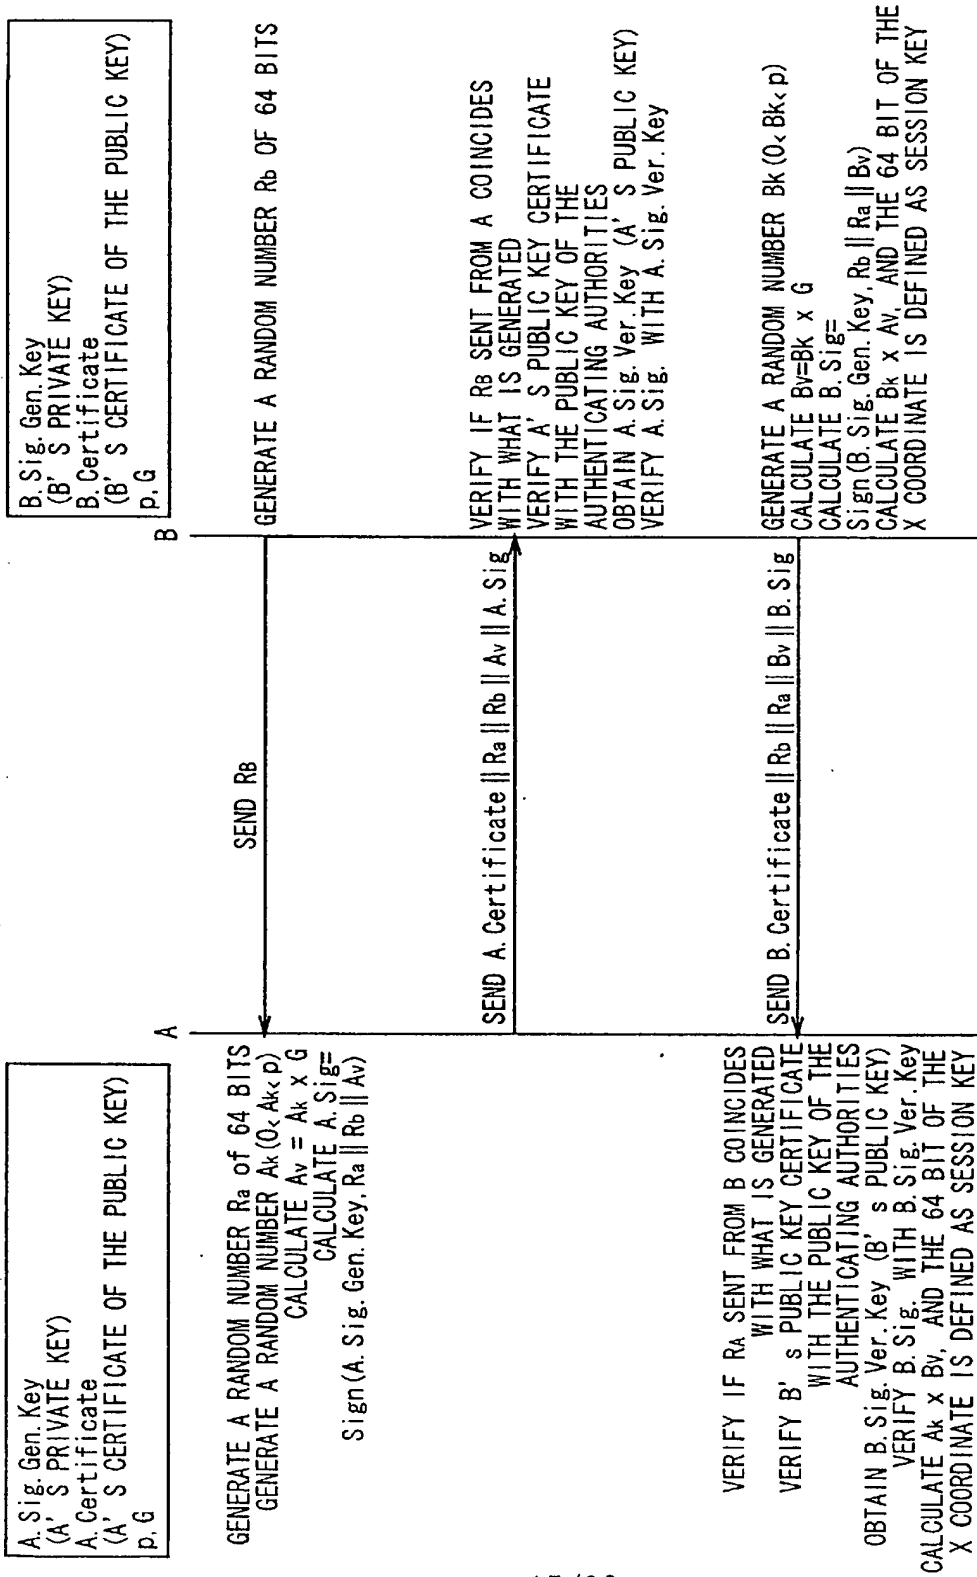 A. Sig. Gen. Key
(A' S PRIVATE KEY)
A. Certificate
(A' S CERTIFICATE OF THE PUBLIC KEY)
p, G
B. Sig. Gen. Key
(B' S PRIVATE KEY)
B. Certificate
(B' S CERTIFICATE OF THE PUBLIC KEY)
p, G
A
B
GENERATE A RANDOM NUMBER Rb OF 64 BITS
SEND RB
GENERATE A RANDOM NUMBER Ra of 64 BITS
GENERATE A RANDOM NUMBER Ak (0< Ak< p)
CALCULATE Av = Ak x G
CALCULATE A. Sig=
Sign (A. Sig. Gen. Key, Ra || Rb || Av)
SEND A. Certificate || Ra || Rb || Av || A. Sig
VERIFY IF RB SENT FROM A COINCIDES
WITH WHAT IS GENERATED
VERIFY A' S PUBLIC KEY CERTIFICATE
WITH THE PUBLIC KEY OF THE
AUTHENTICATING AUTHORITIES
OBTAIN A. Sig. Ver. Key (A' S PUBLIC KEY)
VERIFY A. Sig. WITH A. Sig. Ver. Key
GENERATE A RANDOM NUMBER Bk (0< Bk< p)
CALCULATE Bv=Bk x G
CALCULATE B. Sig=
Sign (B. Sig. Gen. Key, Rb || Ra || Bv)
CALCULATE Bk x Av, AND THE 64 BIT OF THE
X COORDINATE IS DEFINED AS SESSION KEY
SEND B. Certificate || Rb || Ra || Bv || B. Sig
VERIFY IF RA SENT FROM B COINCIDES
WITH WHAT IS GENERATED
VERIFY B' s PUBLIC KEY CERTIFICATE
WITH THE PUBLIC KEY OF THE
AUTHENTICATING AUTHORITIES
OBTAIN B. Sig. Ver. Key (B' s PUBLIC KEY)
VERIFY B. Sig. WITH B. Sig. Ver. Key
CALCULATE Ak x Bv, AND THE 64 BIT OF THE
X COORDINATE IS DEFINED AS SESSION KEY